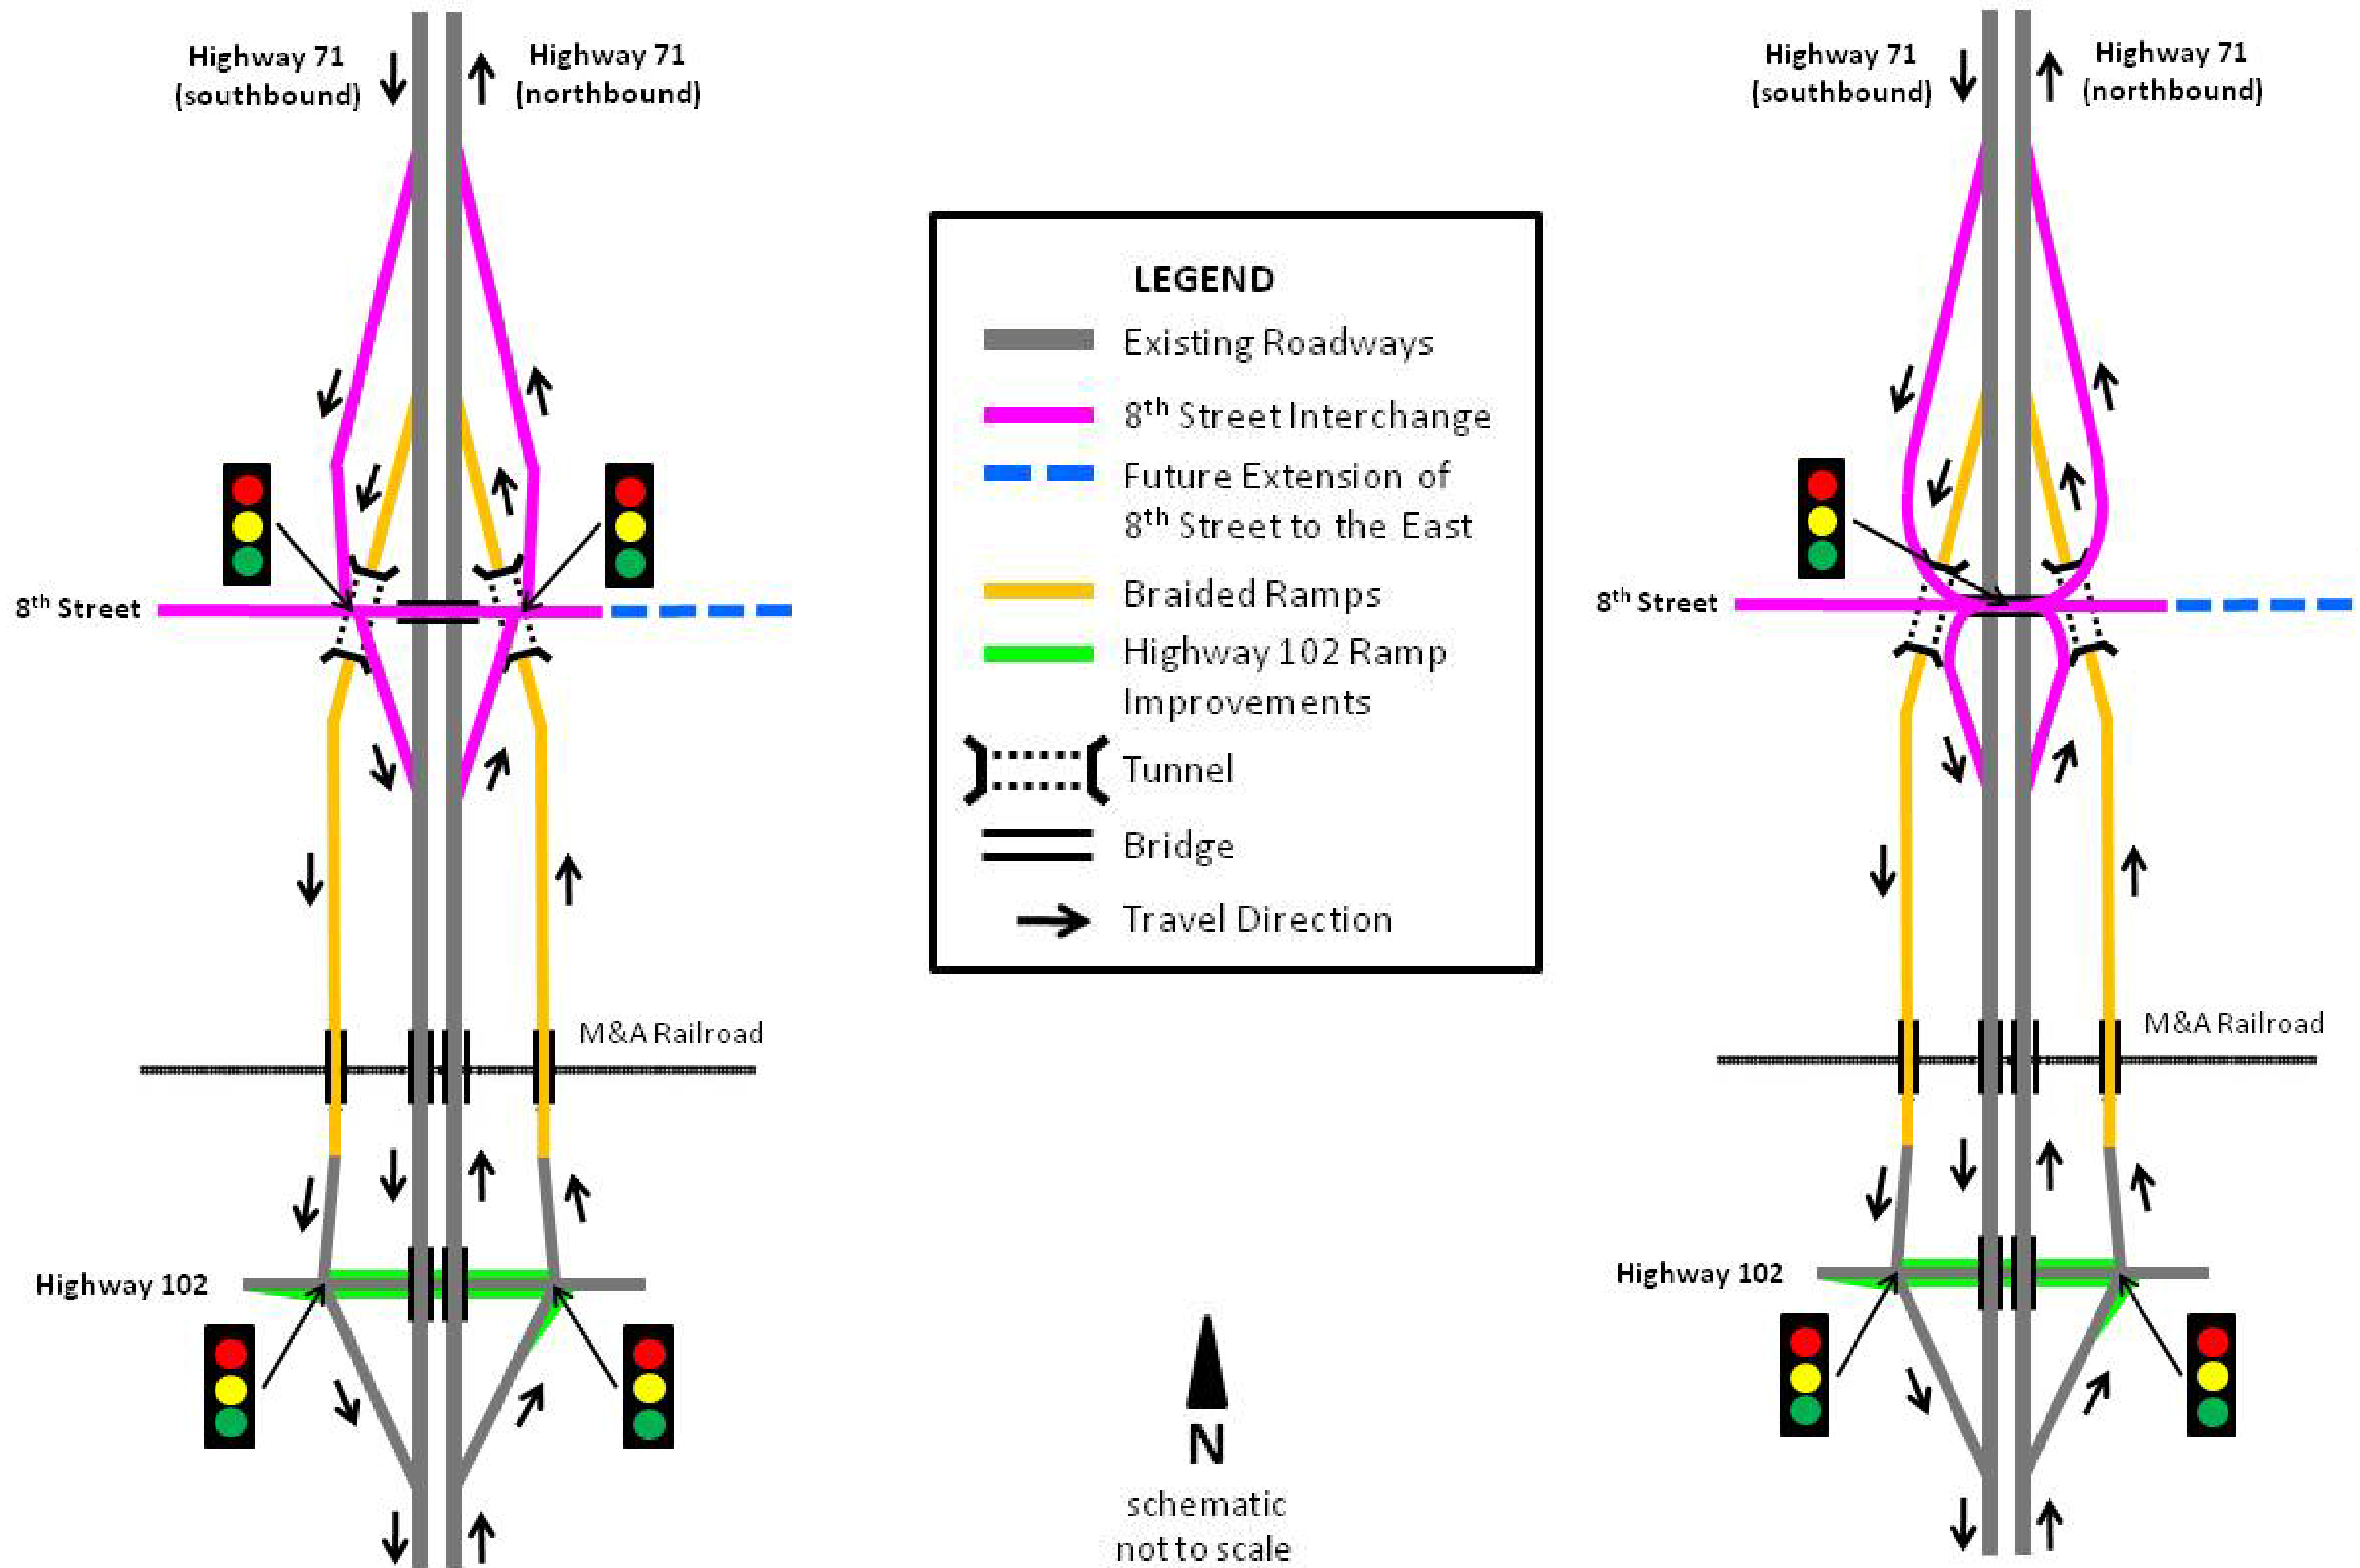 Highway 71
(southbound)
Highway 71
(northbound)
8th Street
M&A Railroad
Highway 102
LEGEND
Existing Roadways
8th Street Interchange
Future Extension of
8th Street to the East
Braided Ramps
Highway 102 Ramp
Improvements
Tunnel
Bridge
Travel Direction
N
schematic
not to scale
Highway 71
(southbound)
Highway 71
(northbound)
8th Street
M&A Railroad
Highway 102